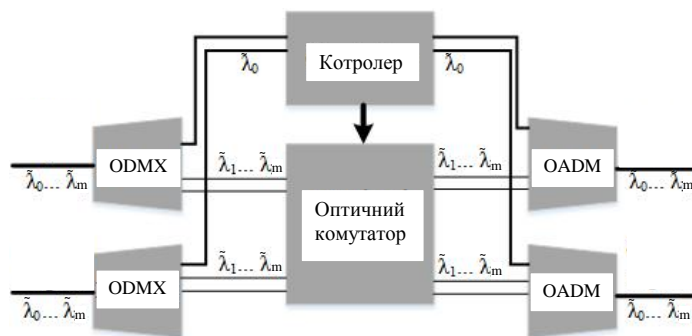 Котролер
λ̃₀
λ̃₀
ODMX
λ̃₁... λ̃ₘ
λ̃₁... λ̃ₘ
OADM
λ̃₀... λ̃ₘ
λ̃₀... λ̃ₘ
Оптичний
комутатор
ODMX
λ̃₁... λ̃ₘ
λ̃₁... λ̃ₘ
OADM
λ̃₀... λ̃ₘ
λ̃₀... λ̃ₘ